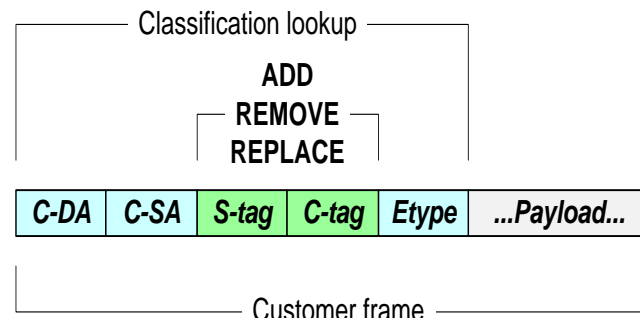 Classification lookup
ADD
REMOVE
REPLACE
C-DA C-SA S-tag C-tag Etype ...Payload...
Customer frame